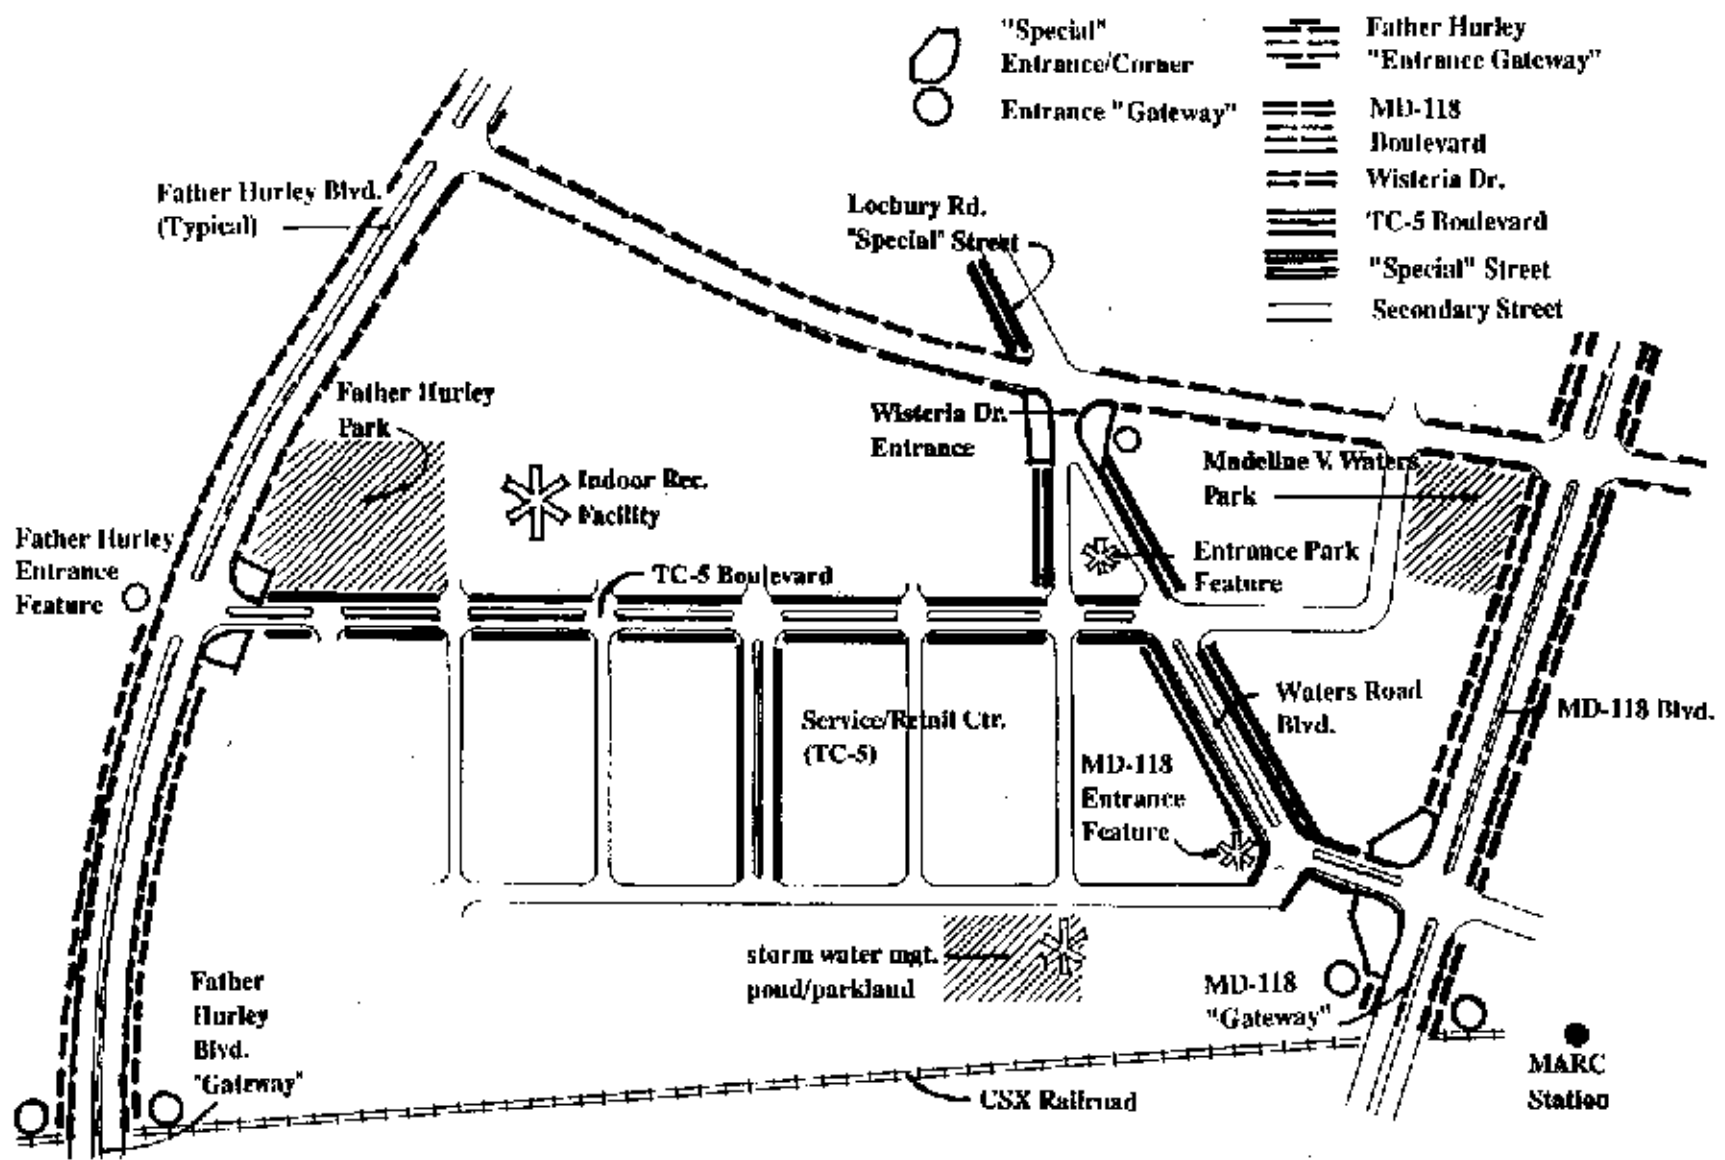 "Special"
Entrance/Corner
Entrance "Gateway"
Father Hurley
"Entrance Gateway"
MD-118
Boulevard
Wisteria Dr.
TC-5 Boulevard
"Special" Street
Secondary Street
Father Hurley Blvd.
(Typical)
Locbury Rd.
"Special" Street
Father Hurley
Park
Wisteria Dr.
Entrance
Madeline V. Waters
Park
Indoor Rec.
Facility
Father Hurley
Entrance
Feature
TC-5 Boulevard
Entrance Park
Feature
Service/Retail Ctr.
(TC-5)
Waters Road
Blvd.
MD-118 Blvd.
MD-118
Entrance
Feature
storm water mgt.
pond/parkland
Father
Hurley
Blvd.
"Gateway"
MD-118
"Gateway"
CSX Railroad
MARC
Station